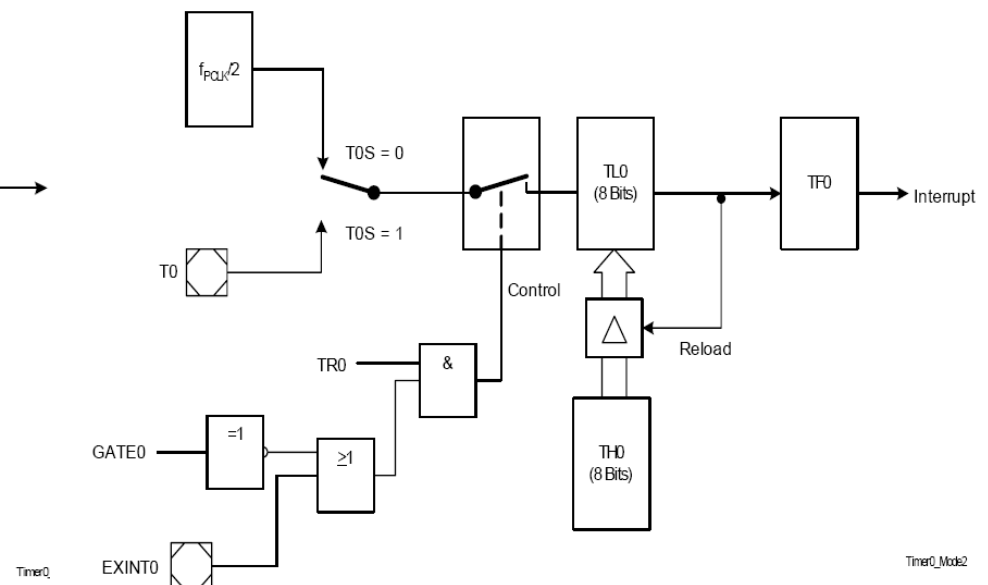 f_PCLK/2
T0S = 0
T0S = 1
T0
TL0
(8 Bits)
TF0
Interrupt
Control
Reload
TR0
&
TH0
(8 Bits)
GATE0
=1
≥1
EXINT0
Timer0_
Timer0_Mode2